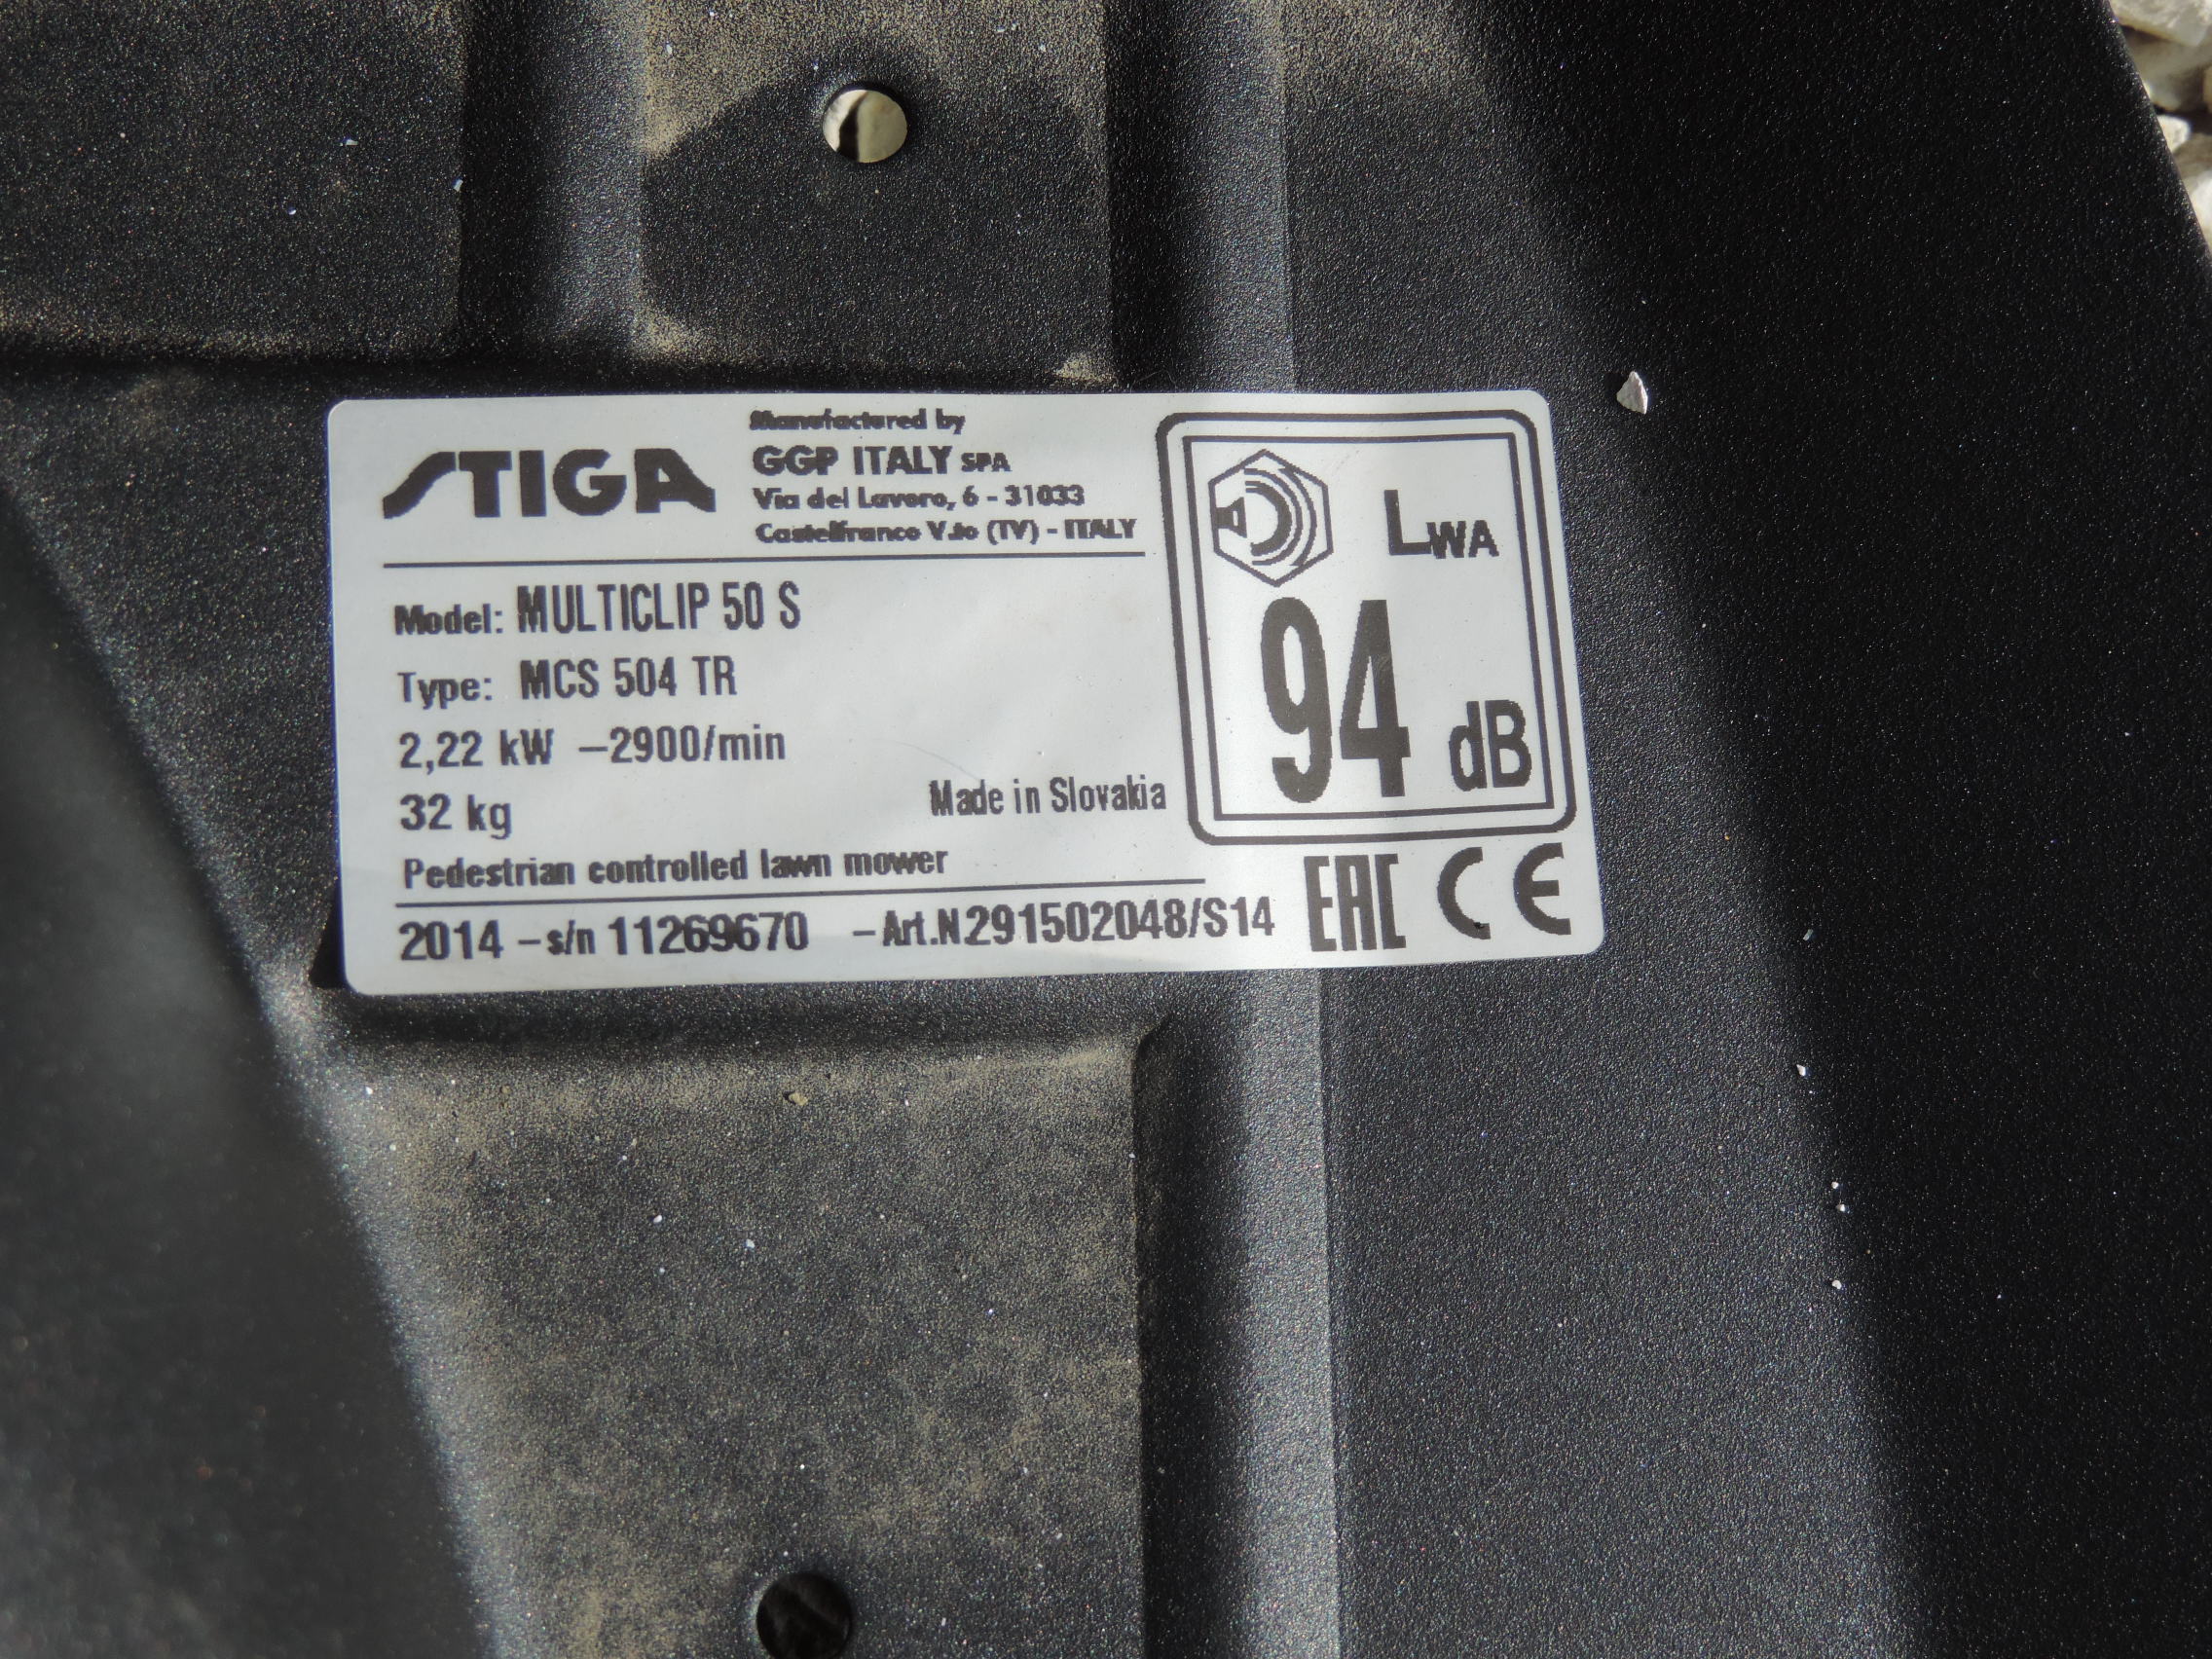 STIGA
Manufactured by
GGP ITALY SPA
Via del Lavoro, 6 - 31033
Castelfranco V.to (TV) - ITALY
LWA
94 dB
Model: MULTICLIP 50 S
Type: MCS 504 TR
2,22 kW -2900/min
32 kg
Made in Slovakia
Pedestrian controlled lawn mower
2014 - s/n 11269670 - Art.N291502048/S14
EAC CE